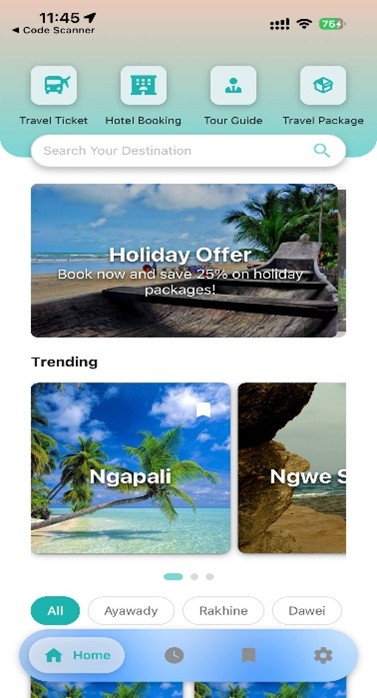 11:45
75
◀ Code Scanner
Travel Ticket
Hotel Booking
Tour Guide
Travel Package
Search Your Destination
Holiday Offer
Book now and save 25% on holiday
packages!
Trending
Ngapali
Ngwe S
All
Ayawady
Rakhine
Dawei
Home